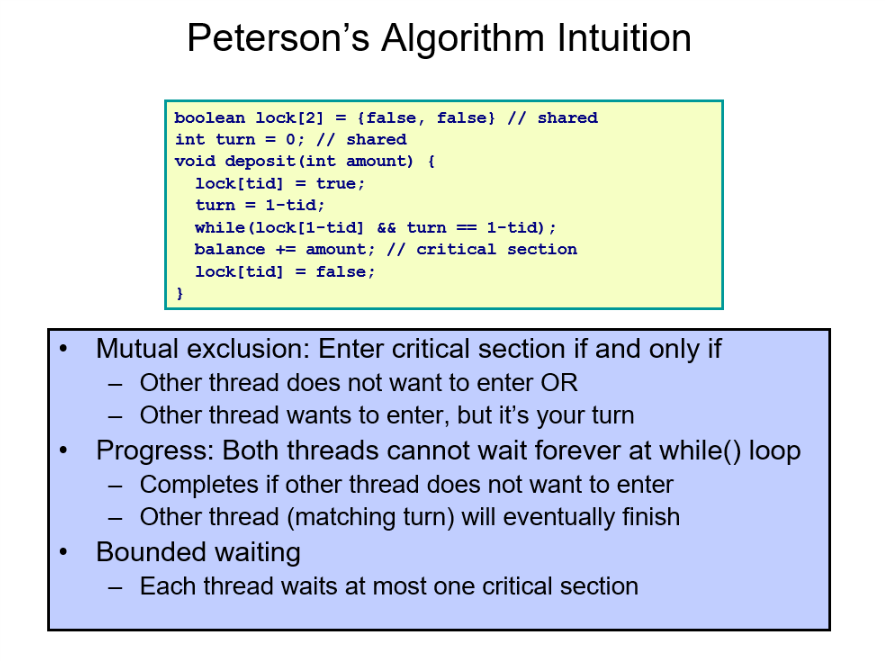 Peterson's Algorithm Intuition
boolean lock[2] = {false, false} // shared
int turn = 0; // shared
void deposit(int amount) {
lock[tid] = true;
turn = 1-tid;
while(lock[1-tid] && turn == 1-tid);
balance += amount; // critical section
lock[tid] = false;
}
• Mutual exclusion: Enter critical section if and only if
– Other thread does not want to enter OR
– Other thread wants to enter, but it's your turn
• Progress: Both threads cannot wait forever at while() loop
– Completes if other thread does not want to enter
– Other thread (matching turn) will eventually finish
• Bounded waiting
– Each thread waits at most one critical section